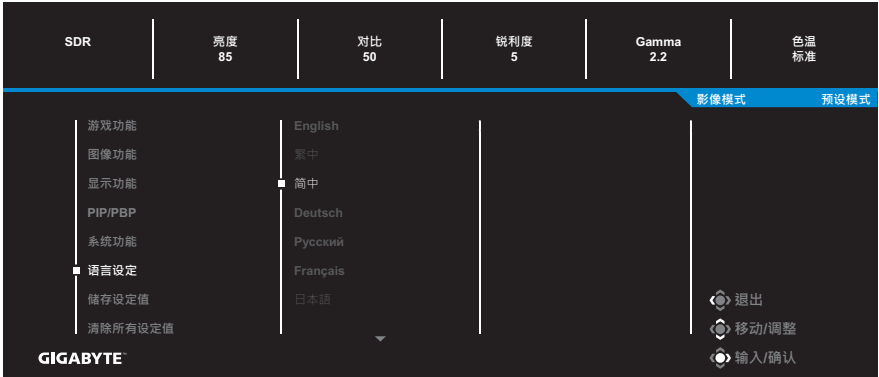 SDR
亮度
85
对比
50
锐利度
5
Gamma
2.2
色温
标准
影像模式 预设模式
游戏功能
图像功能
显示功能
PIP/PBP
系统功能
语言设定
储存设定值
清除所有设定值
English
繁中
简中
Deutsch
Русский
Français
日本語
退出
移动/调整
输入/确认
GIGABYTE™